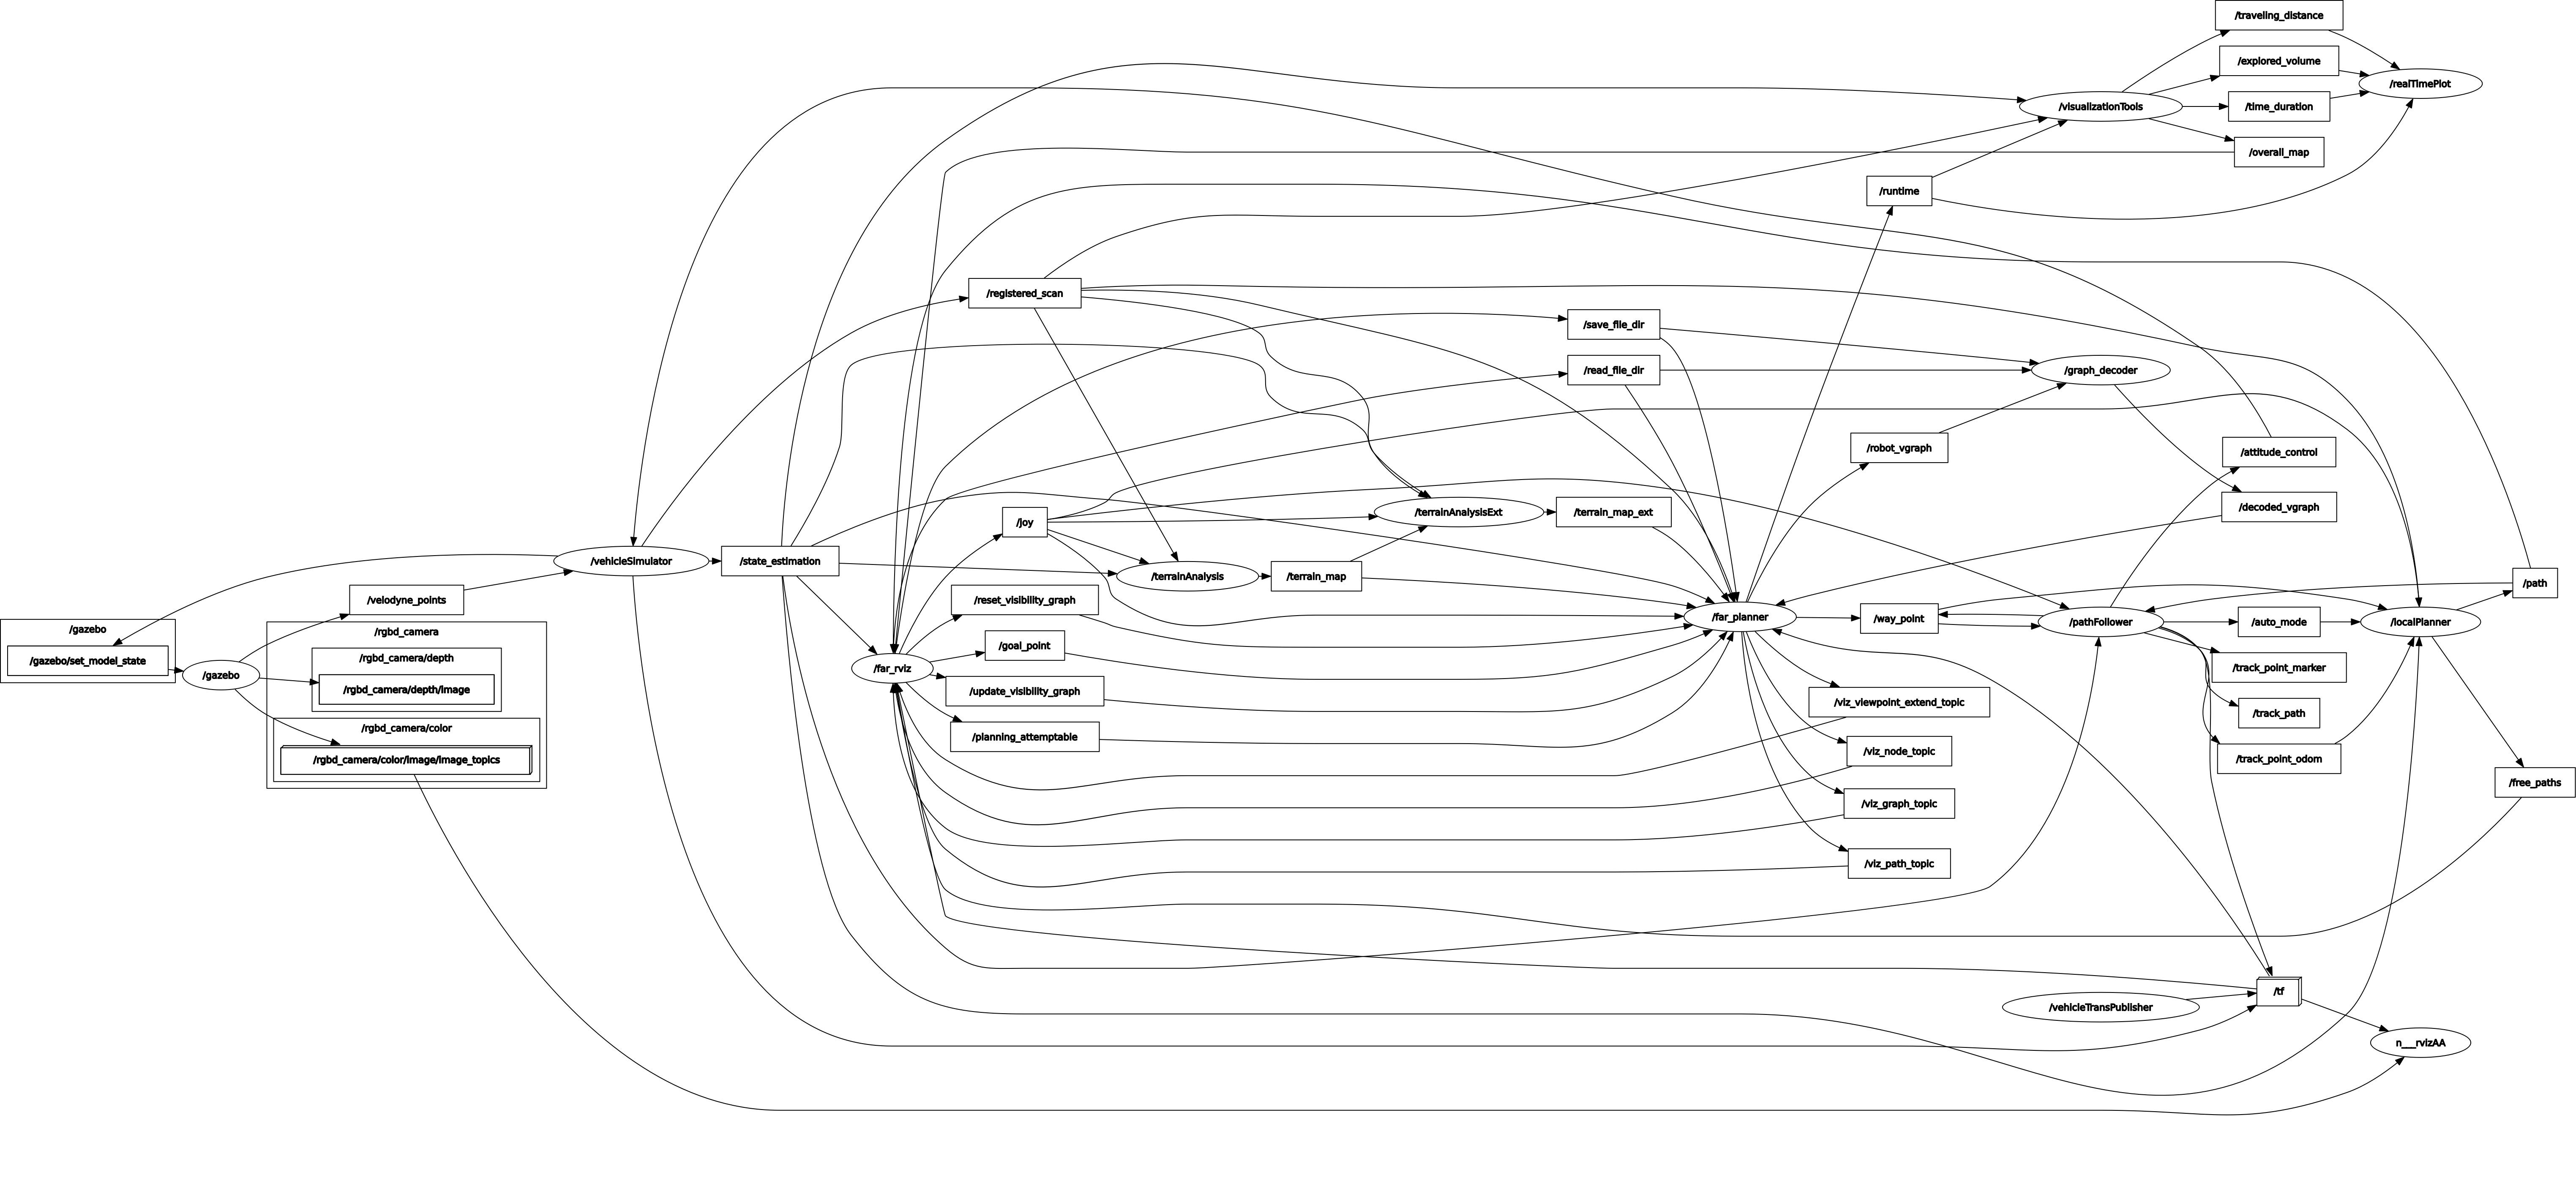 /traveling_distance
/explored_volume
/realTimePlot
/visualizationTools
/time_duration
/overall_map
/runtime
/registered_scan
/save_file_dir
/read_file_dir
/graph_decoder
/robot_vgraph
/attitude_control
/decoded_vgraph
/joy
/terrainAnalysisExt
/terrain_map_ext
/vehicleSimulator
/state_estimation
/terrainAnalysis
/terrain_map
/path
/velodyne_points
/reset_visibility_graph
/far_planner
/way_point
/pathFollower
/auto_mode
/localPlanner
/gazebo
/rgbd_camera
/gazebo/set_model_state
/gazebo
/rgbd_camera/depth
/rgbd_camera/depth/image
/far_rviz
/goal_point
/track_point_marker
/update_visibility_graph
/viz_viewpoint_extend_topic
/track_path
/rgbd_camera/color
/planning_attemptable
/viz_node_topic
/rgbd_camera/color/image/image_topics
/track_point_odom
/free_paths
/viz_graph_topic
/viz_path_topic
/tf
/vehicleTransPublisher
n___rvizAA